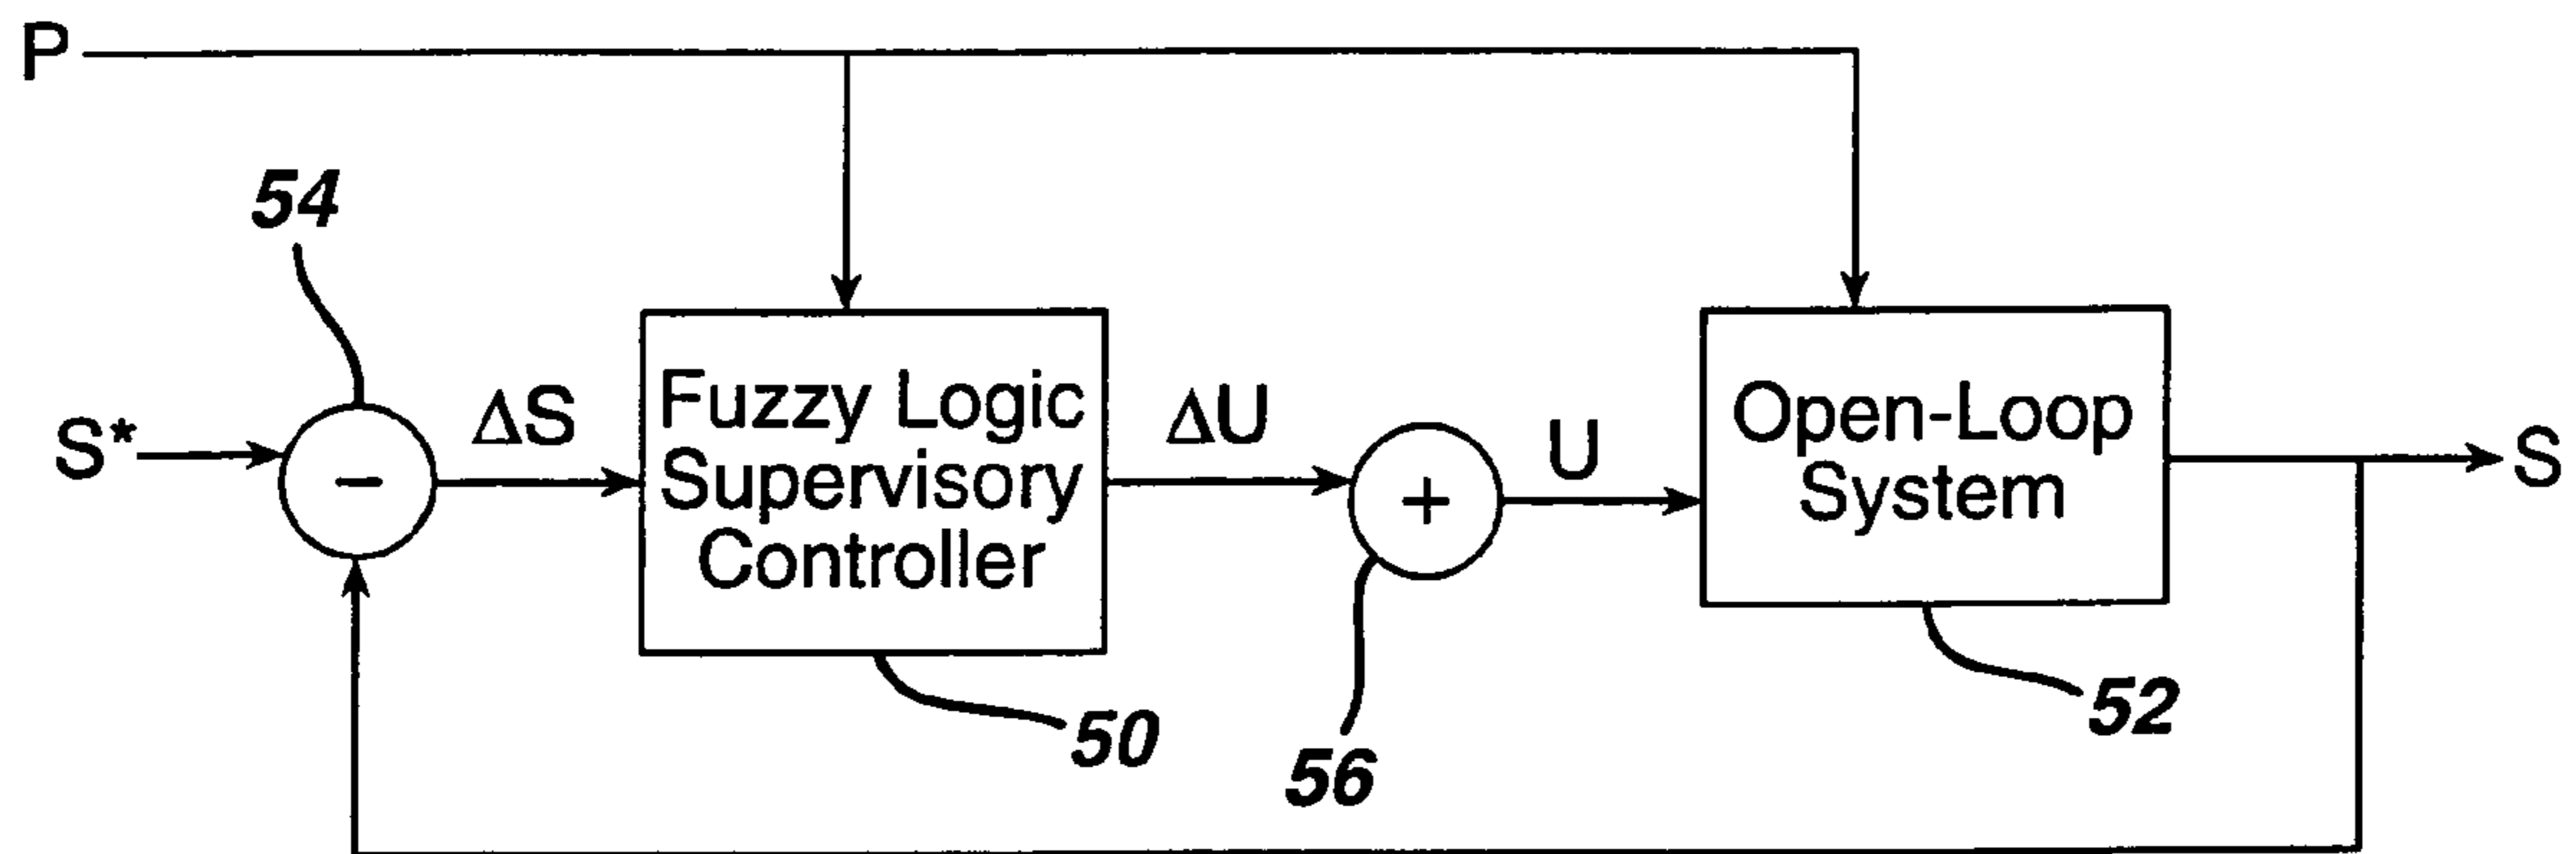 P
54
S*
−
ΔS
Fuzzy Logic
Supervisory
Controller
ΔU
+
U
Open-Loop
System
S
50
56
52